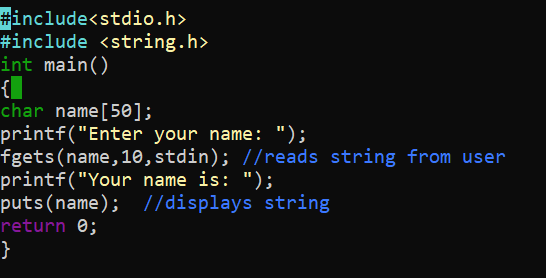 #include<stdio.h>
#include <string.h>
int main()
{
char name[50];
printf("Enter your name: ");
fgets(name,10,stdin); //reads string from user
printf("Your name is: ");
puts(name);  //displays string
return 0;
}